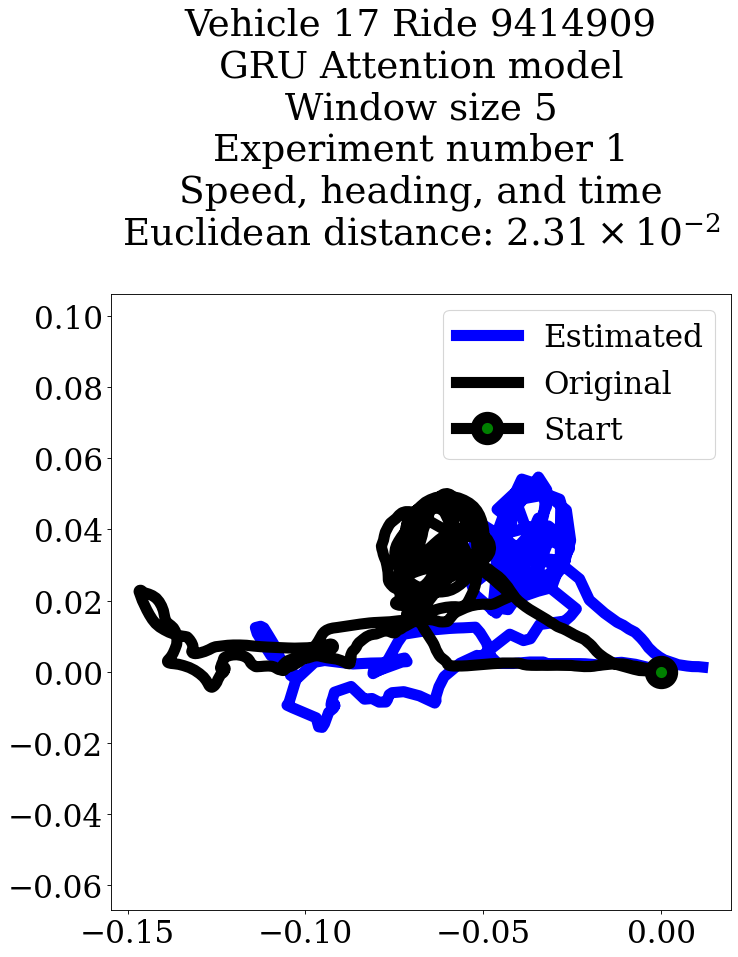 Vehicle 17 Ride 9414909
GRU Attention model
Window size 5
Experiment number 1
Speed, heading, and time
Euclidean distance: 2.31 × 10⁻²
Estimated
Original
Start
0.10
0.08
0.06
0.04
0.02
0.00
−0.02
−0.04
−0.06
−0.15
−0.10
−0.05
0.00